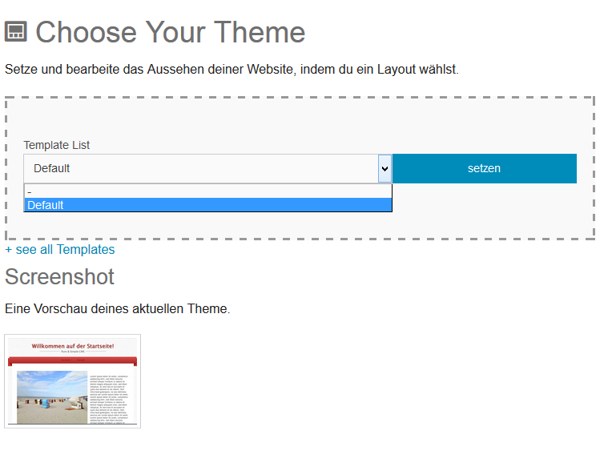 Choose Your Theme
Setze und bearbeite das Aussehen deiner Website, indem du ein Layout wählst.
Template List
Default
setzen
-
Default
+ see all Templates
Screenshot
Eine Vorschau deines aktuellen Theme.
Willkommen auf der Startseite!